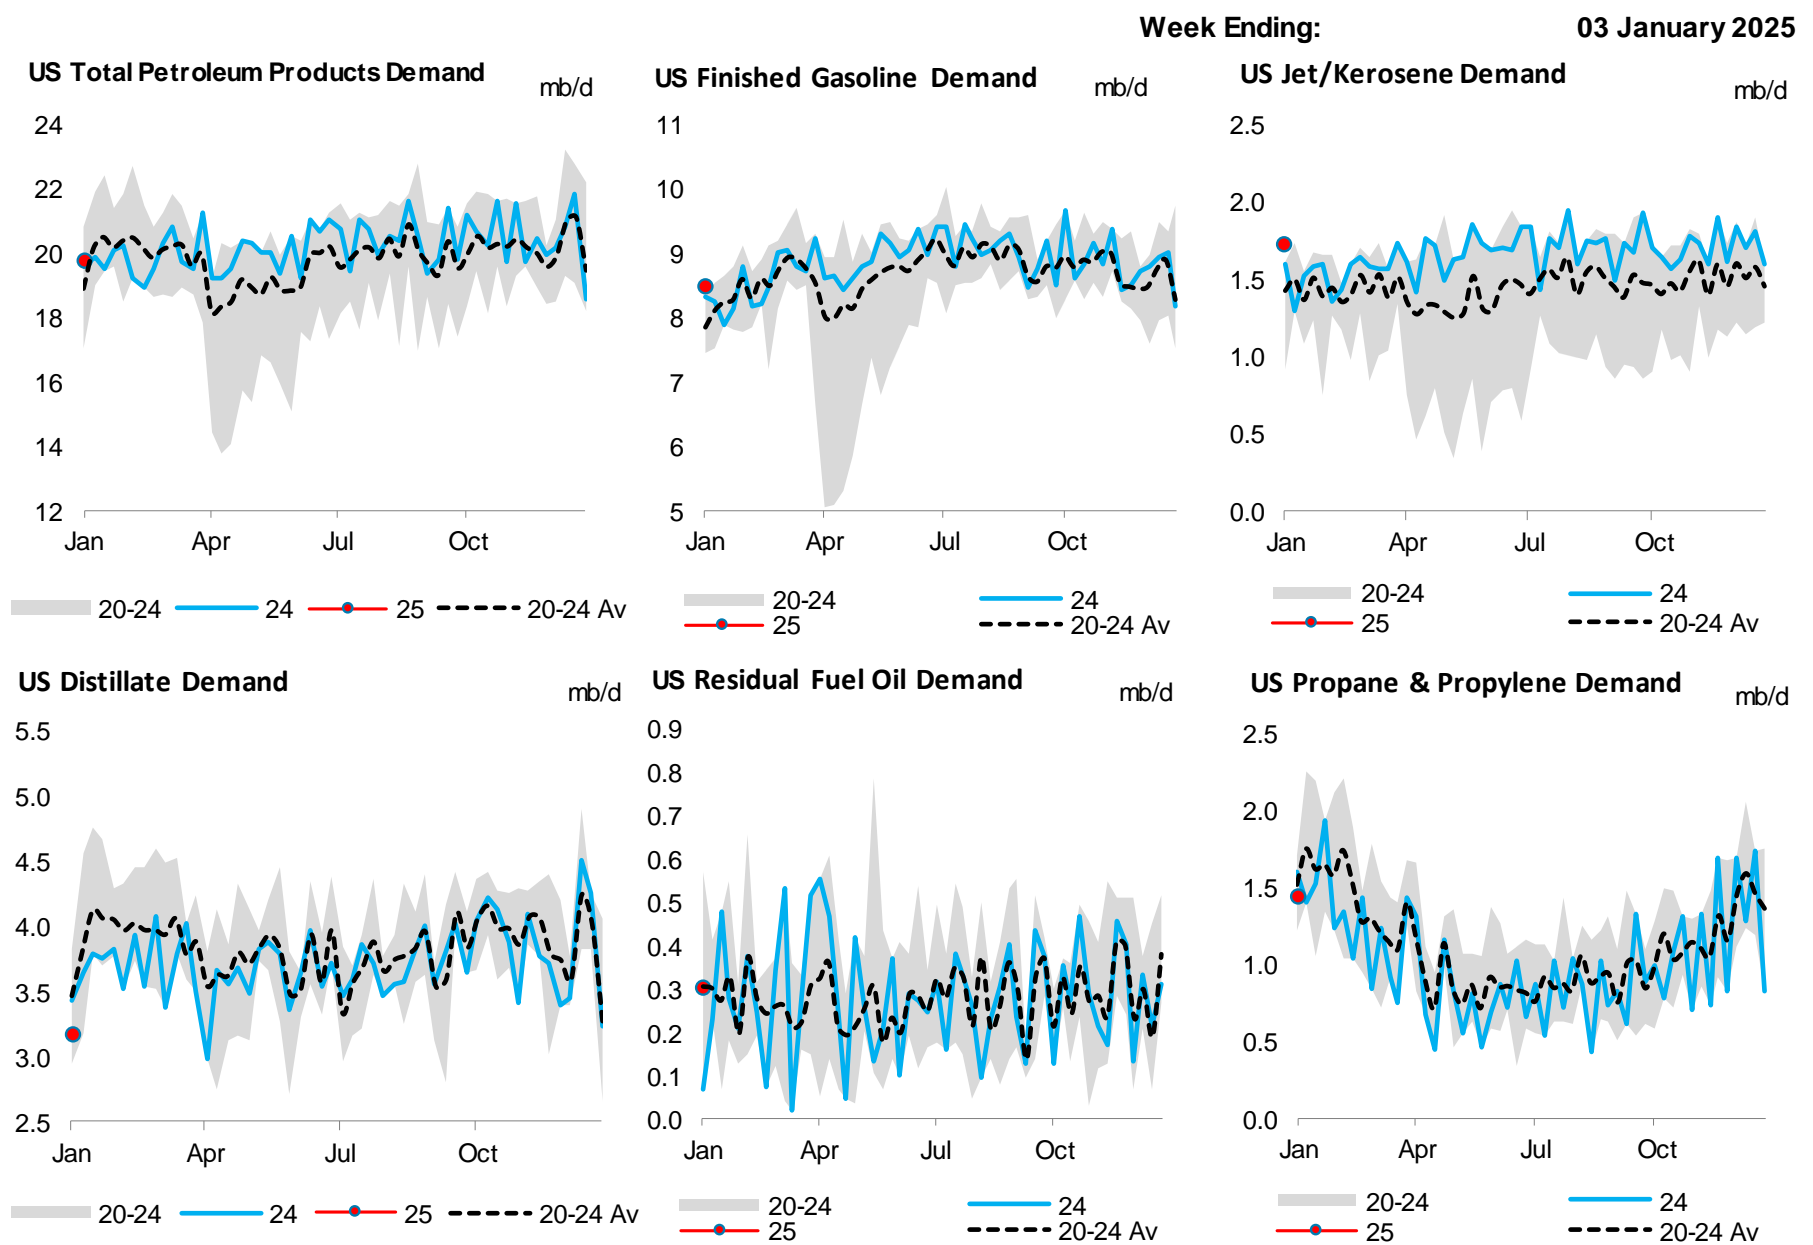 Week Ending: 03 January 2025
US Total Petroleum Products Demand
mb/d
24
22
20
18
16
14
12
Jan Apr Jul Oct
20-24 24 25 20-24 Av
US Finished Gasoline Demand
mb/d
11
10
9
8
7
6
5
Jan Apr Jul Oct
20-24 24
25 20-24 Av
US Jet/Kerosene Demand
mb/d
2.5
2.0
1.5
1.0
0.5
0.0
Jan Apr Jul Oct
20-24 24
25 20-24 Av
US Distillate Demand
mb/d
5.5
5.0
4.5
4.0
3.5
3.0
2.5
Jan Apr Jul Oct
20-24 24 25 20-24 Av
US Residual Fuel Oil Demand
mb/d
0.9
0.8
0.7
0.6
0.5
0.4
0.3
0.2
0.1
0.0
Jan Apr Jul Oct
20-24 24
25 20-24 Av
US Propane & Propylene Demand
mb/d
2.5
2.0
1.5
1.0
0.5
0.0
Jan Apr Jul Oct
20-24 24
25 20-24 Av